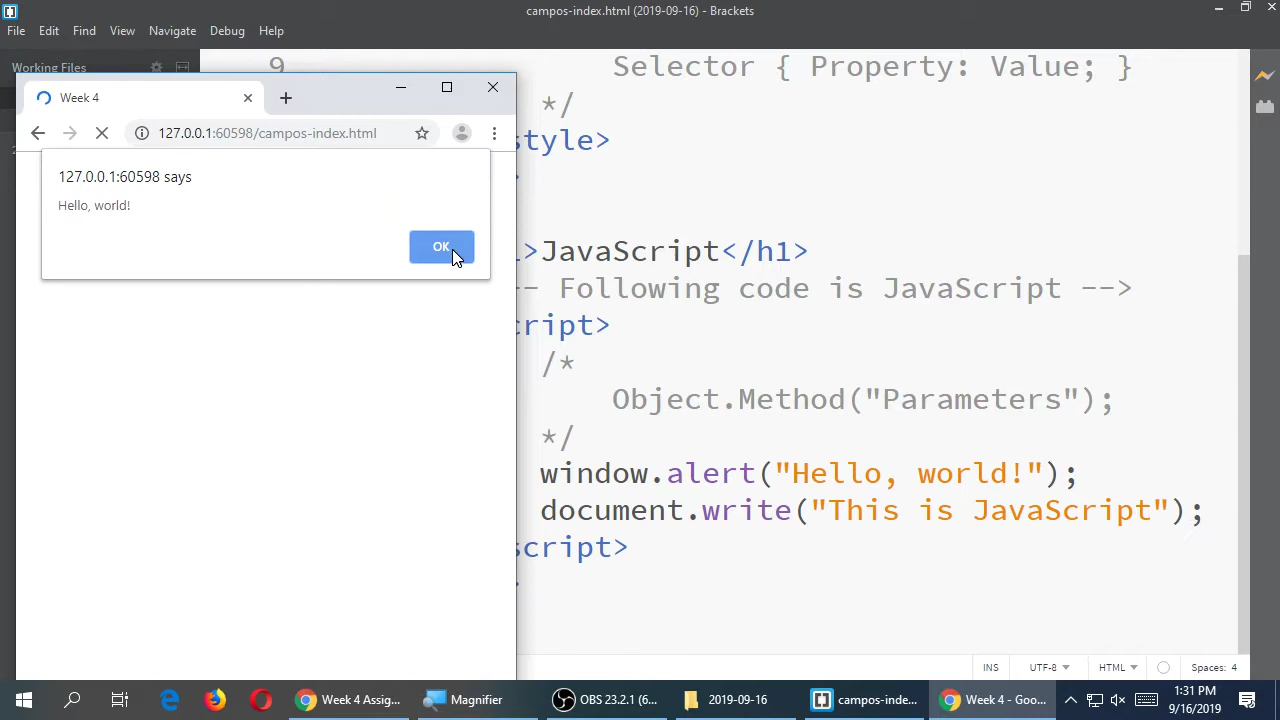 campos-index.html (2019-09-16) - Brackets
File Edit Find View Navigate Debug Help
Working Files
Week 4
127.0.0.1:60598/campos-index.html
127.0.0.1:60598 says
Hello, world!
OK
9 Selector { Property: Value; }
*/
style>
>JavaScript</h1>
-- Following code is JavaScript -->
cript>
/*
Object.Method("Parameters");
*/
window.alert("Hello, world!");
document.write("This is JavaScript");
script>
INS UTF-8 HTML Spaces: 4
Week 4 Assig... Magnifier OBS 23.2.1 (6... 2019-09-16 campos-inde... Week 4 - Goo... 1:31 PM
9/16/2019